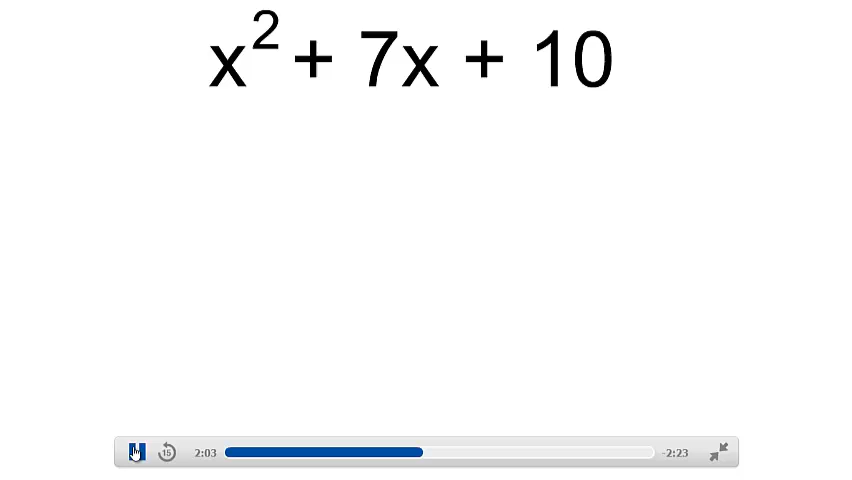 x² + 7x + 10
15 2:03 -2:23